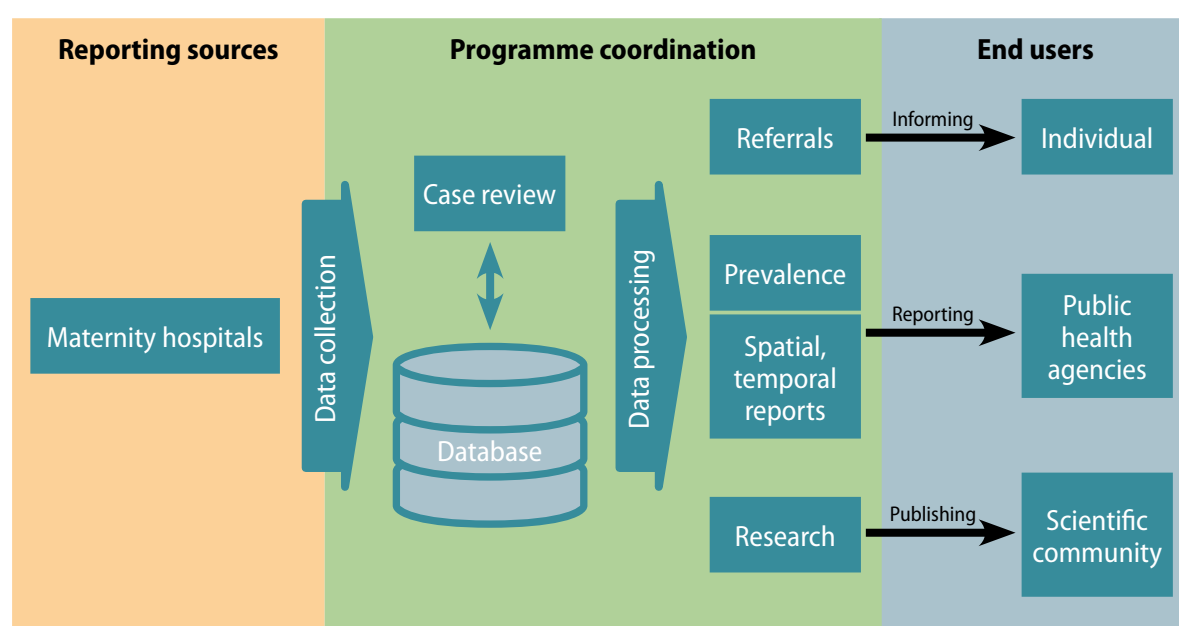 Reporting sources
Programme coordination
End users
Maternity hospitals
Data collection
Case review
Database
Data processing
Referrals
Informing
Individual
Prevalence
Spatial,
temporal
reports
Reporting
Public
health
agencies
Research
Publishing
Scientific
community